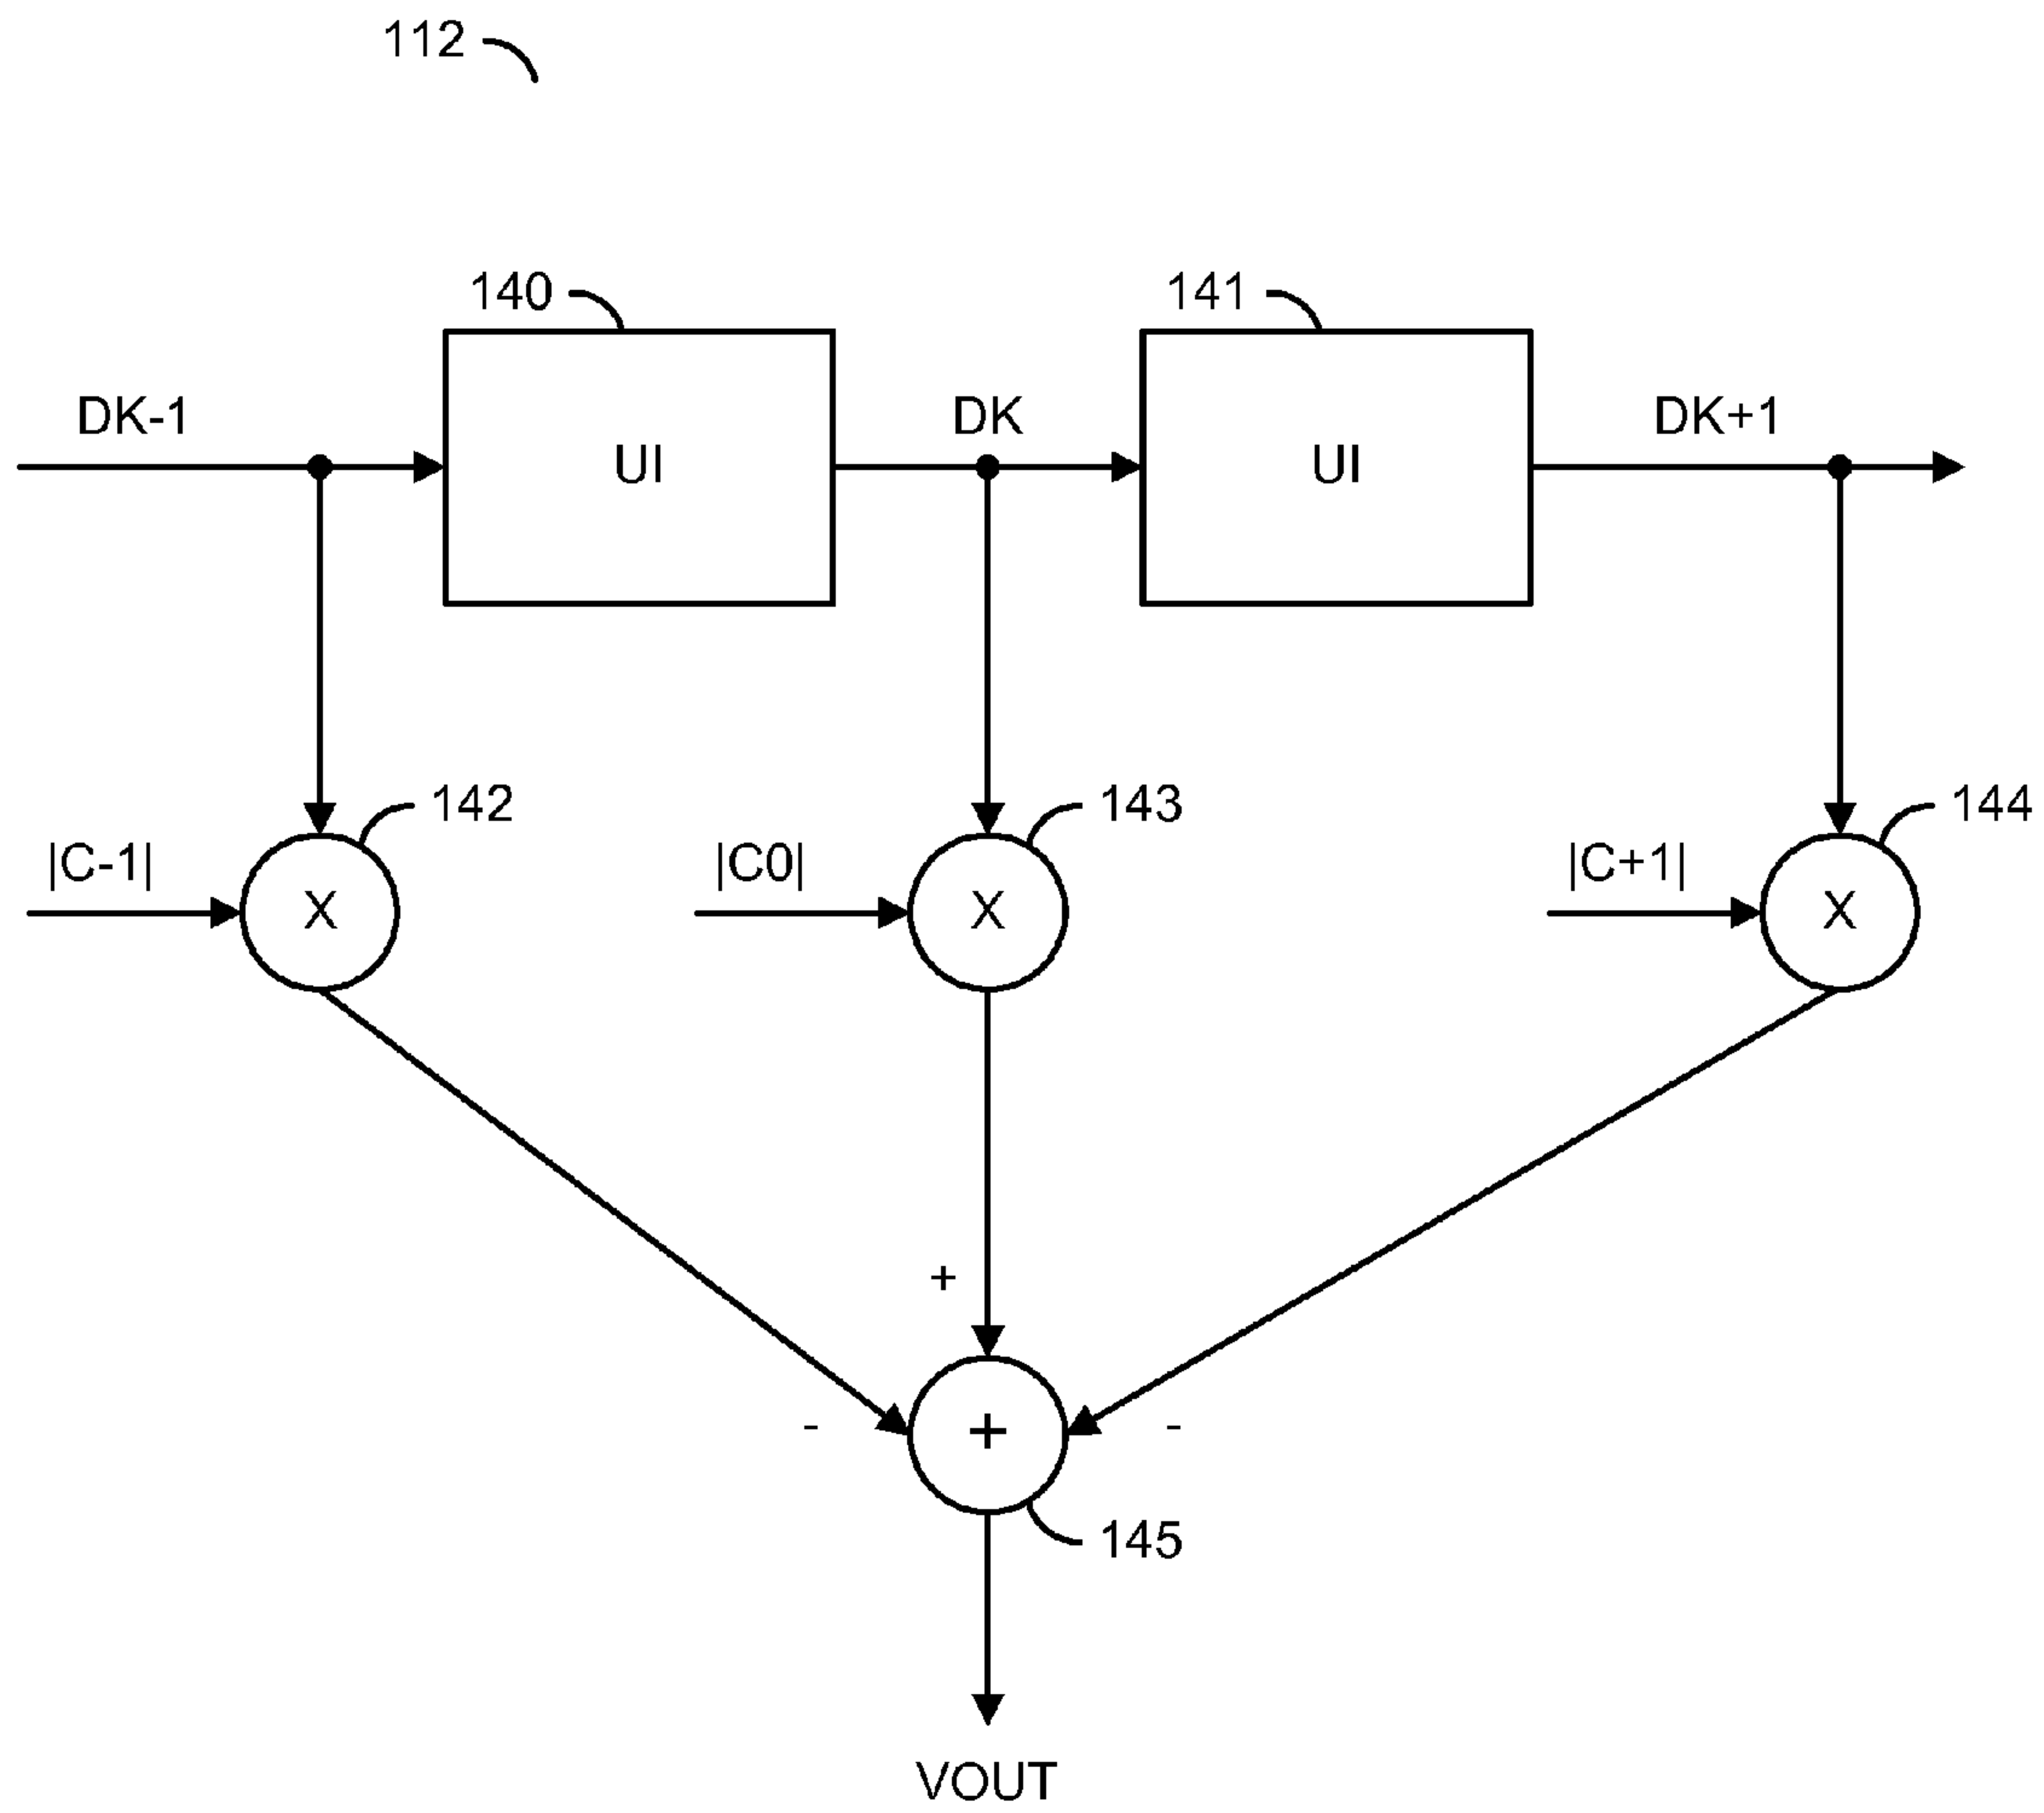 112
140
141
DK-1
DK
DK+1
UI
UI
142
143
144
|C-1|
|C0|
|C+1|
X
X
X
+
-
+
-
145
VOUT